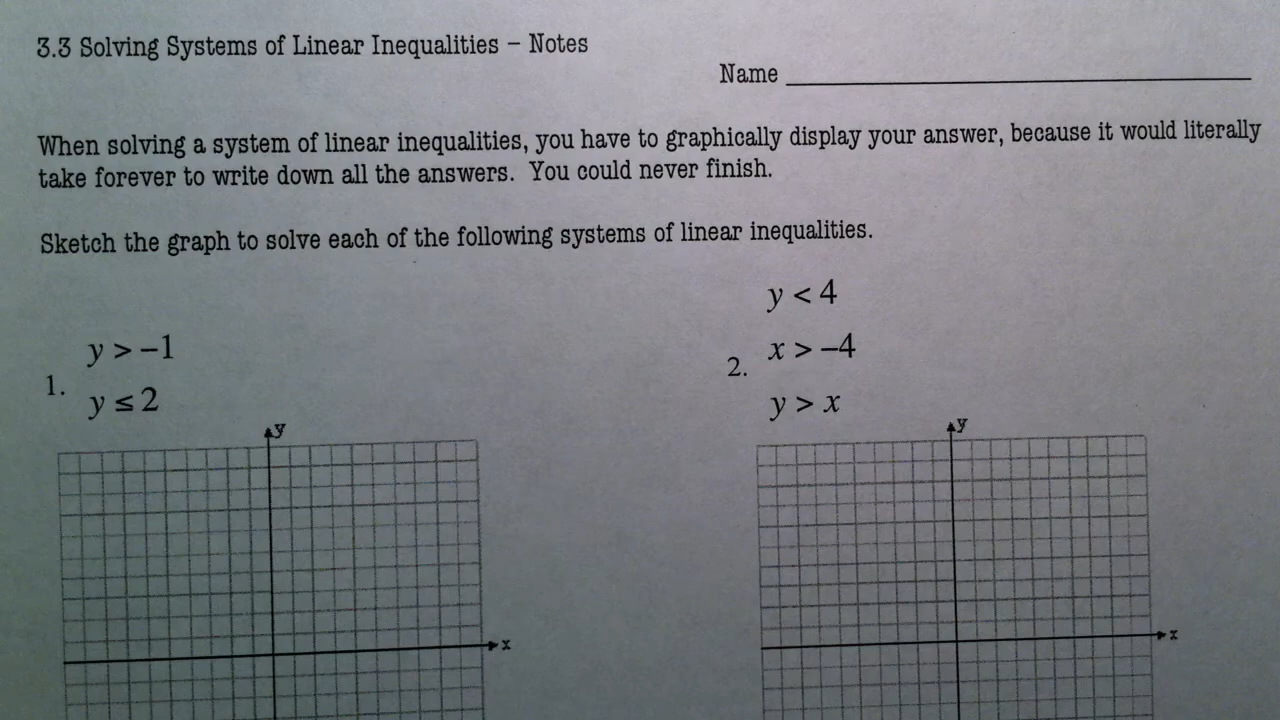 3.3 Solving Systems of Linear Inequalities – Notes
Name
When solving a system of linear inequalities, you have to graphically display your answer, because it would literally
take forever to write down all the answers.  You could never finish.
Sketch the graph to solve each of the following systems of linear inequalities.
1.
y > –1
y ≤ 2
2.
y < 4
x > –4
y > x
y
x
y
x